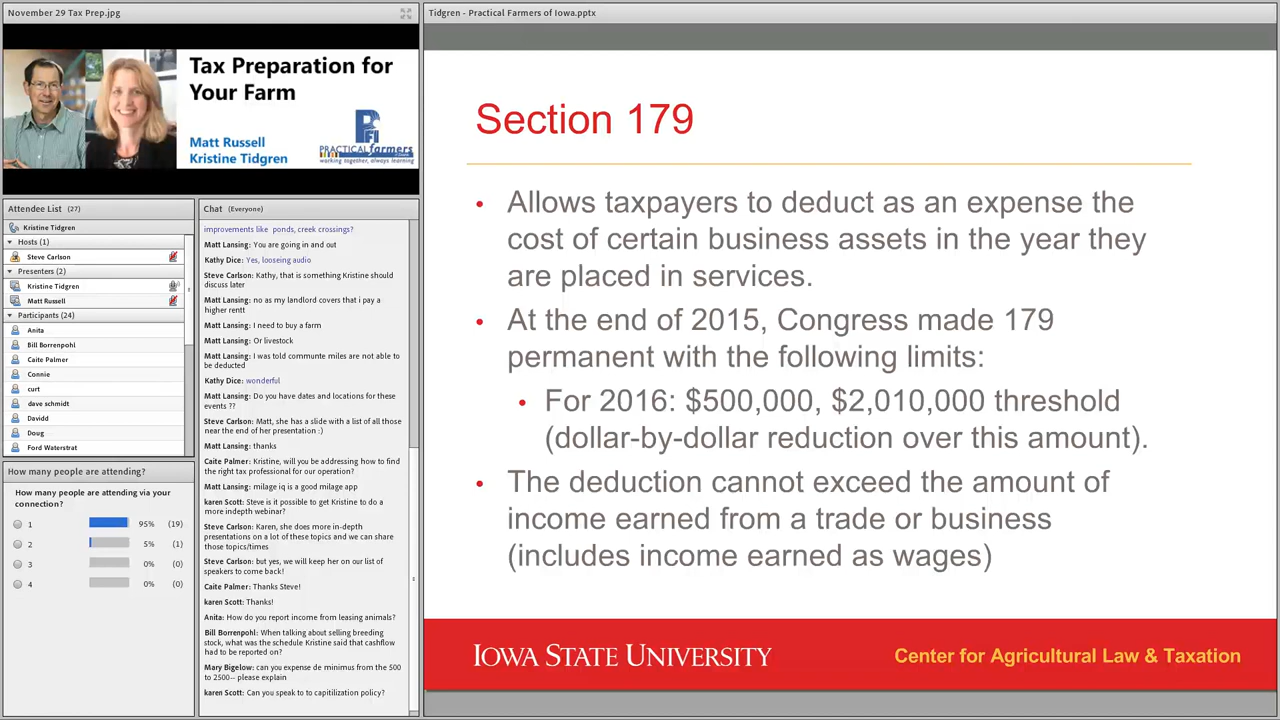 November 29 Tax Prep.jpg
Tax Preparation for
Your Farm
Matt Russell
Kristine Tidgren
PFI
PRACTICAL farmers
working together, always learning
Attendee List (27)
Kristine Tidgren
Hosts (1)
Steve Carlson
Presenters (2)
Kristine Tidgren
Matt Russell
Participants (24)
Anita
Bill Borrenpohl
Caite Palmer
Connie
curt
dave schmidt
Davidd
Doug
Ford Waterstrat
How many people are attending?
How many people are attending via your
connection?
1 95% (19)
2 5% (1)
3 0% (0)
4 0% (0)
Chat (Everyone)
improvements like ponds, creek crossings?
Matt Lansing: You are going in and out
Kathy Dice: Yes, looseing audio
Steve Carlson: Kathy, that is something Kristine should
discuss later
Matt Lansing: no as my landlord covers that i pay a
higher rentt
Matt Lansing: I need to buy a farm
Matt Lansing: Or livestock
Matt Lansing: I was told communte miles are not able to
be deducted
Kathy Dice: wonderful
Matt Lansing: Do you have dates and locations for these
events ??
Steve Carlson: Matt, she has a slide with a list of all those
near the end of her presentation :)
Matt Lansing: thanks
Caite Palmer: Kristine, will you be addressing how to find
the right tax professional for our operation?
Matt Lansing: milage iq is a good milage app
karen Scott: Steve is it possible to get Kristine to do a
more indepth webinar?
Steve Carlson: Karen, she does more in-depth
presentations on a lot of these topics and we can share
those topics/times
Steve Carlson: but yes, we will keep her on our list of
speakers to come back!
Caite Palmer: Thanks Steve!
karen Scott: Thanks!
Anita: How do you report income from leasing animals?
Bill Borrenpohl: When talking about selling breeding
stock, what was the schedule Kristine said that cashflow
had to be reported on?
Mary Bigelow: can you expense de minimus from the 500
to 2500-- please explain
karen Scott: Can you speak to to capitilization policy?
Tidgren - Practical Farmers of Iowa.pptx
Section 179
• Allows taxpayers to deduct as an expense the
cost of certain business assets in the year they
are placed in services.
• At the end of 2015, Congress made 179
permanent with the following limits:
• For 2016: $500,000, $2,010,000 threshold
(dollar-by-dollar reduction over this amount).
• The deduction cannot exceed the amount of
income earned from a trade or business
(includes income earned as wages)
IOWA STATE UNIVERSITY
Center for Agricultural Law & Taxation